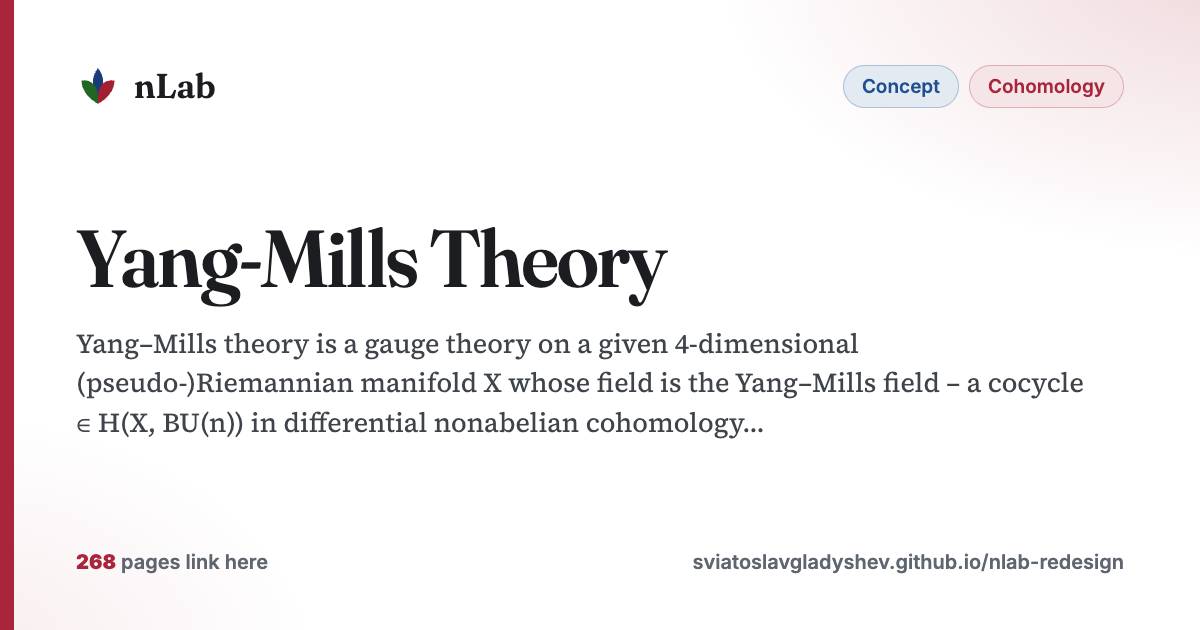 nLab
Concept
Cohomology
Yang-Mills Theory
Yang–Mills theory is a gauge theory on a given 4-dimensional
(pseudo-)Riemannian manifold X whose field is the Yang–Mills field – a cocycle
∈ H(X, BU(n)) in differential nonabelian cohomology...
268 pages link here
sviatoslavgladyshev.github.io/nlab-redesign